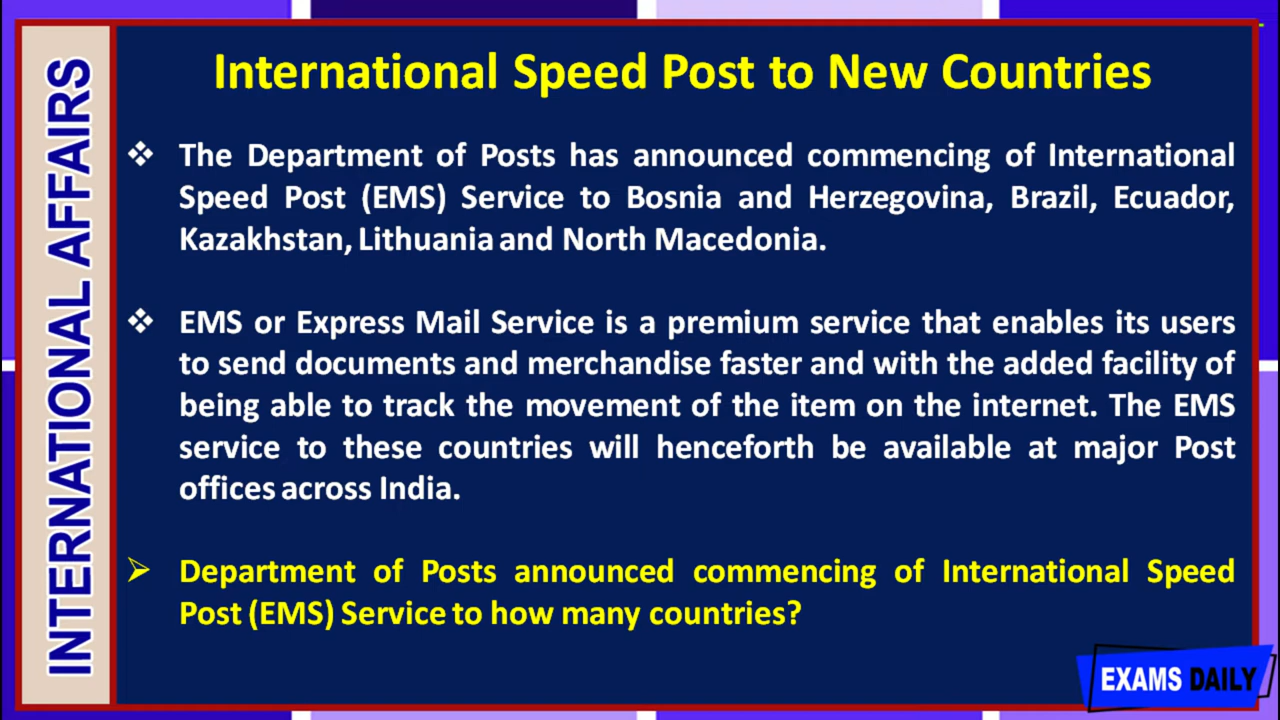 INTERNATIONAL AFFAIRS
International Speed Post to New Countries
❖ The Department of Posts has announced commencing of International
Speed Post (EMS) Service to Bosnia and Herzegovina, Brazil, Ecuador,
Kazakhstan, Lithuania and North Macedonia.
❖ EMS or Express Mail Service is a premium service that enables its users
to send documents and merchandise faster and with the added facility of
being able to track the movement of the item on the internet. The EMS
service to these countries will henceforth be available at major Post
offices across India.
➢ Department of Posts announced commencing of International Speed
Post (EMS) Service to how many countries?
EXAMS DAILY